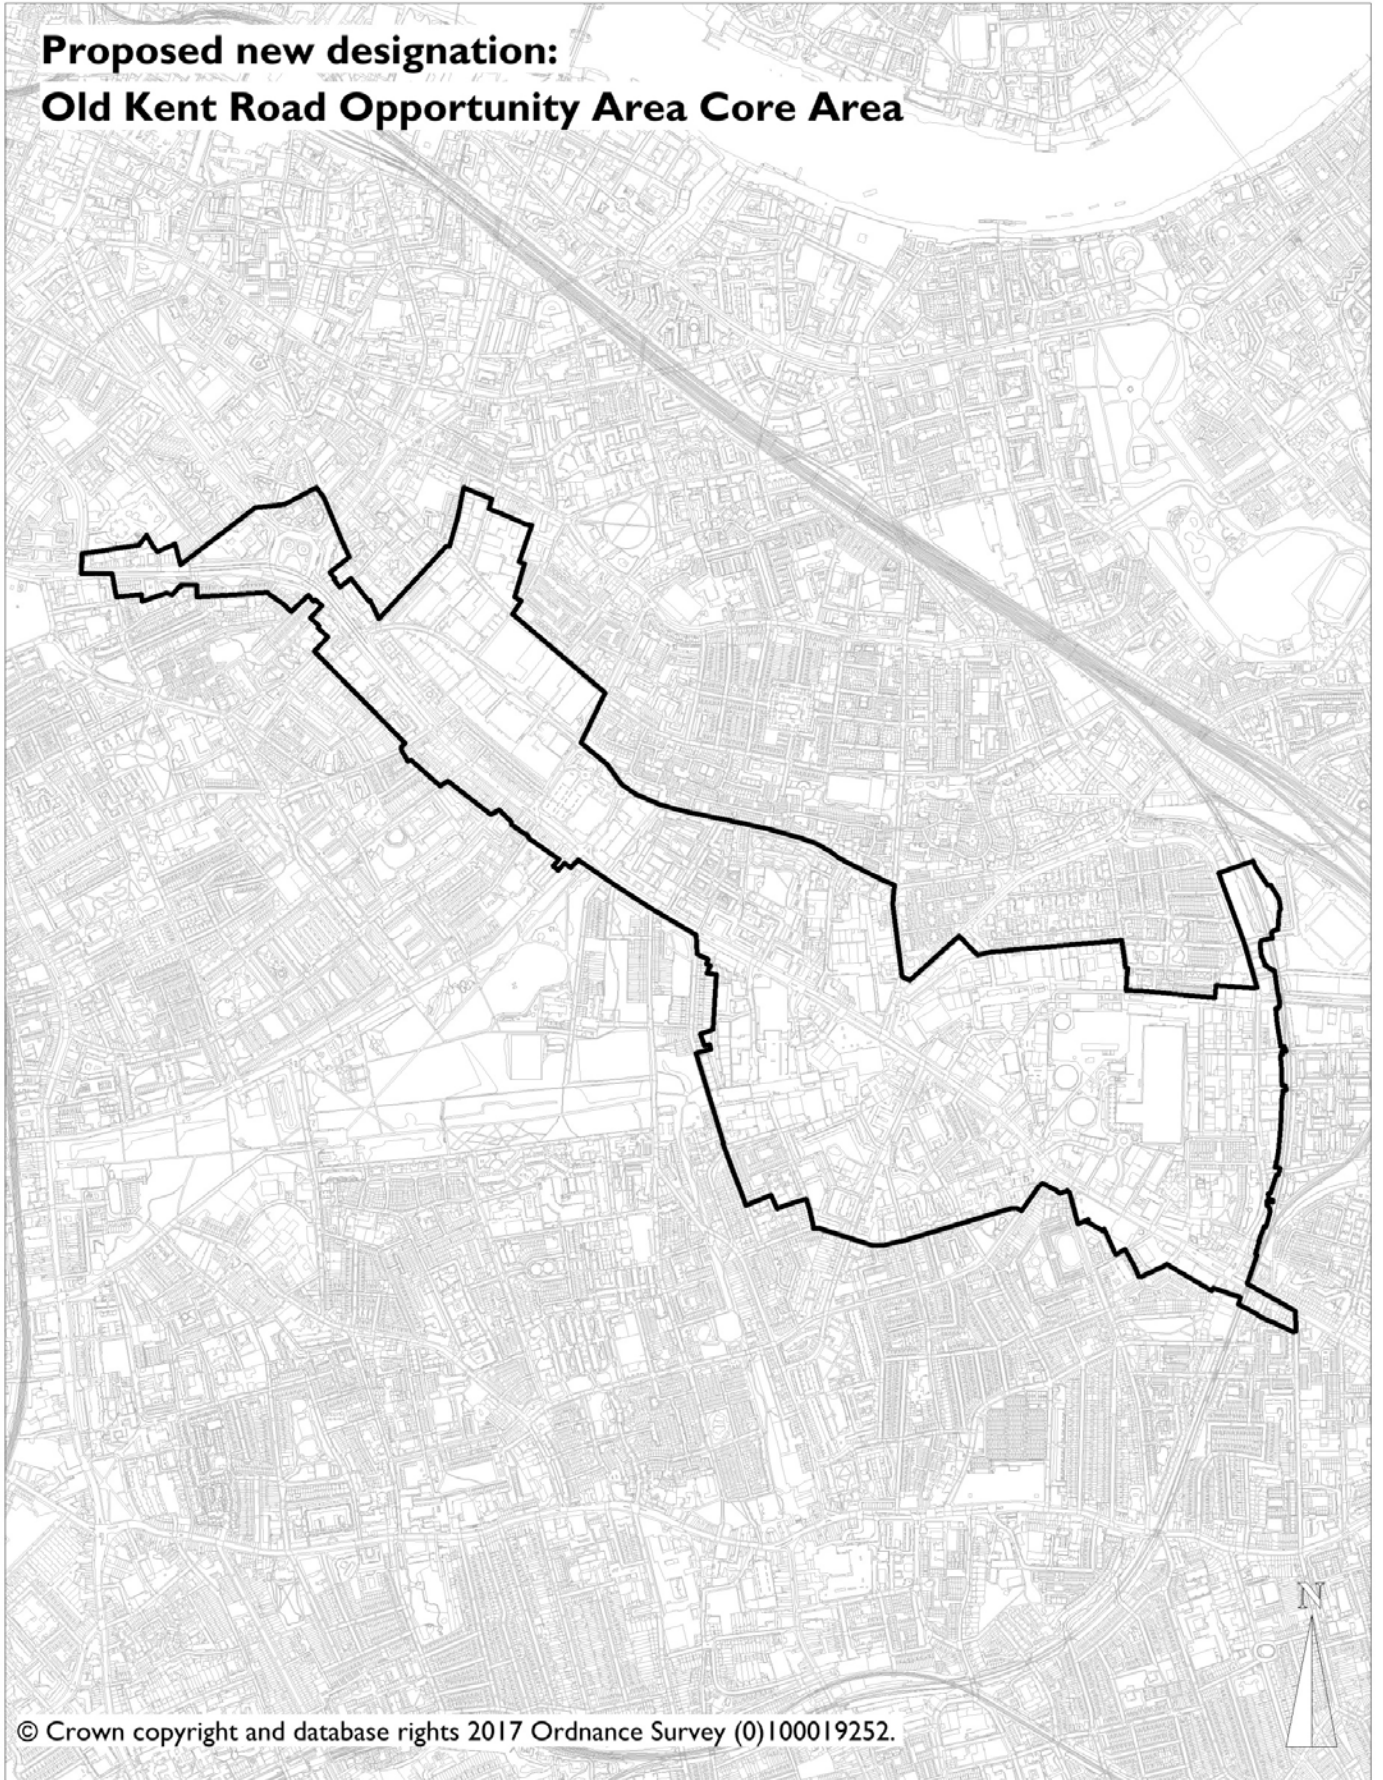 Proposed new designation:
Old Kent Road Opportunity Area Core Area
N
© Crown copyright and database rights 2017 Ordnance Survey (0)100019252.